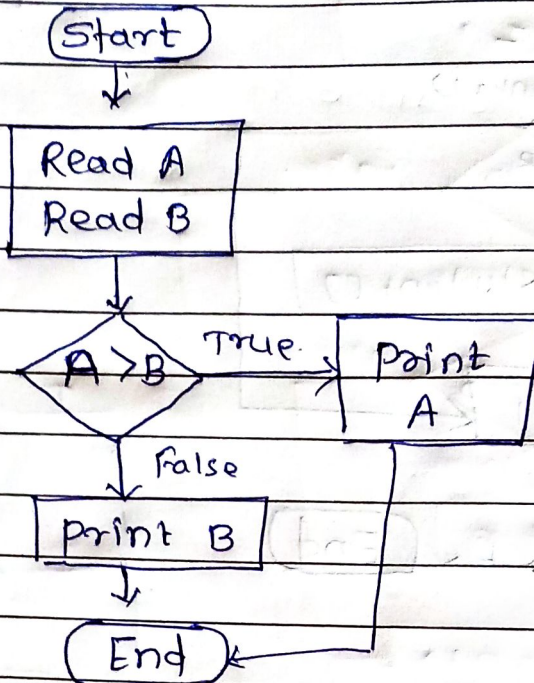 Start
Read A
Read B
A >B
True
Print
A
False
Print B
End